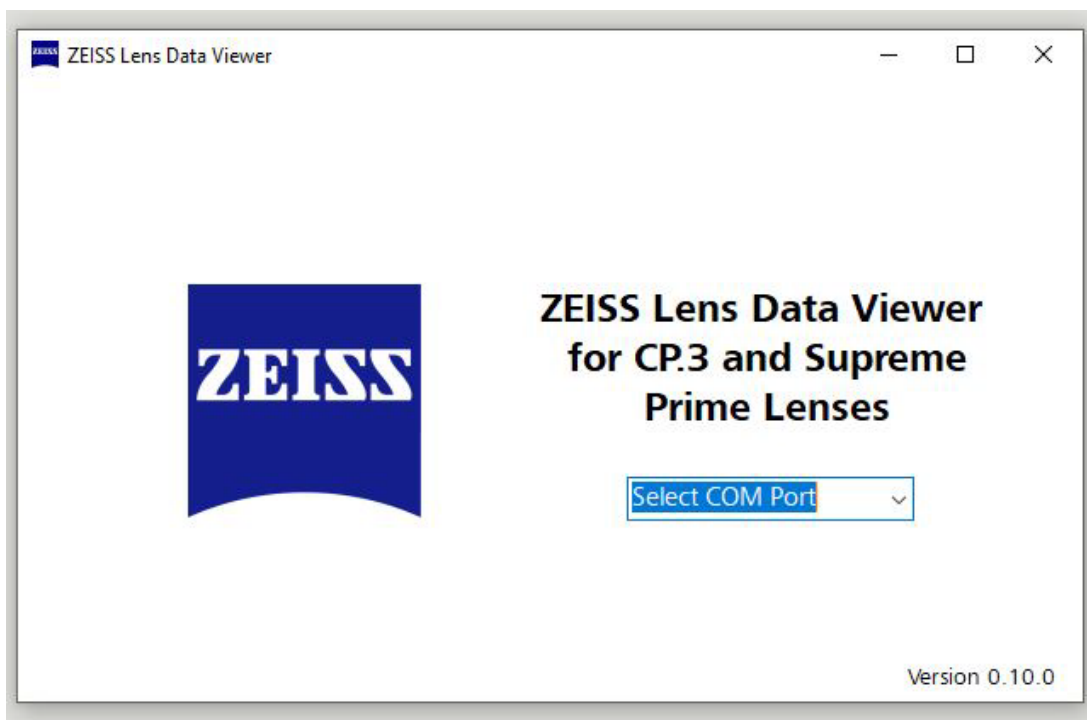 ZEISS
ZEISS Lens Data Viewer
ZEISS
ZEISS Lens Data Viewer
for CP.3 and Supreme
Prime Lenses
Select COM Port
Version 0.10.0